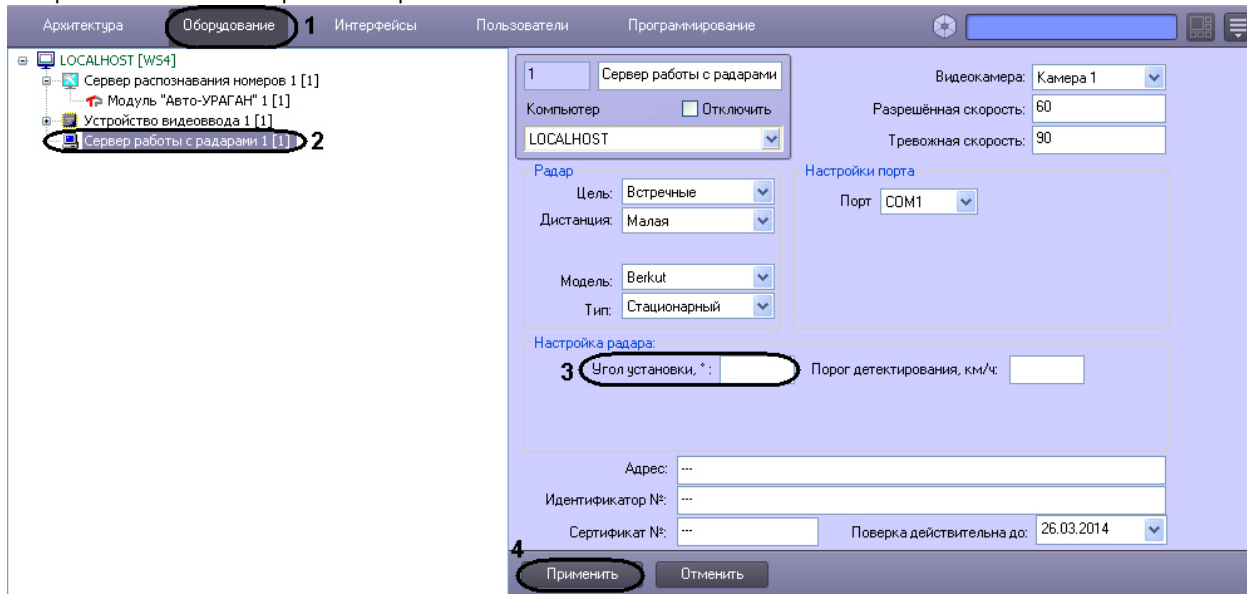 Архитектура Оборудование 1 Интерфейсы Пользователи Программирование
LOCALHOST [WS4]
Сервер распознавания номеров 1 [1]
Модуль "Авто-УРАГАН" 1 [1]
Устройство видеоввода 1 [1]
Сервер работы с радарами 1 [1] 2
1 Сервер работы с радарами
Компьютер Отключить
LOCALHOST
Видеокамера: Камера 1
Разрешённая скорость: 60
Тревожная скорость: 90
Радар
Цель: Встречные
Дистанция: Малая
Модель: Berkut
Тип: Стационарный
Настройки порта
Порт COM1
Настройка радара:
3 Угол установки, ° : Порог детектирования, км/ч:
Адрес: ---
Идентификатор №: ---
Сертификат №: --- Поверка действительна до: 26.03.2014
4
Применить Отменить